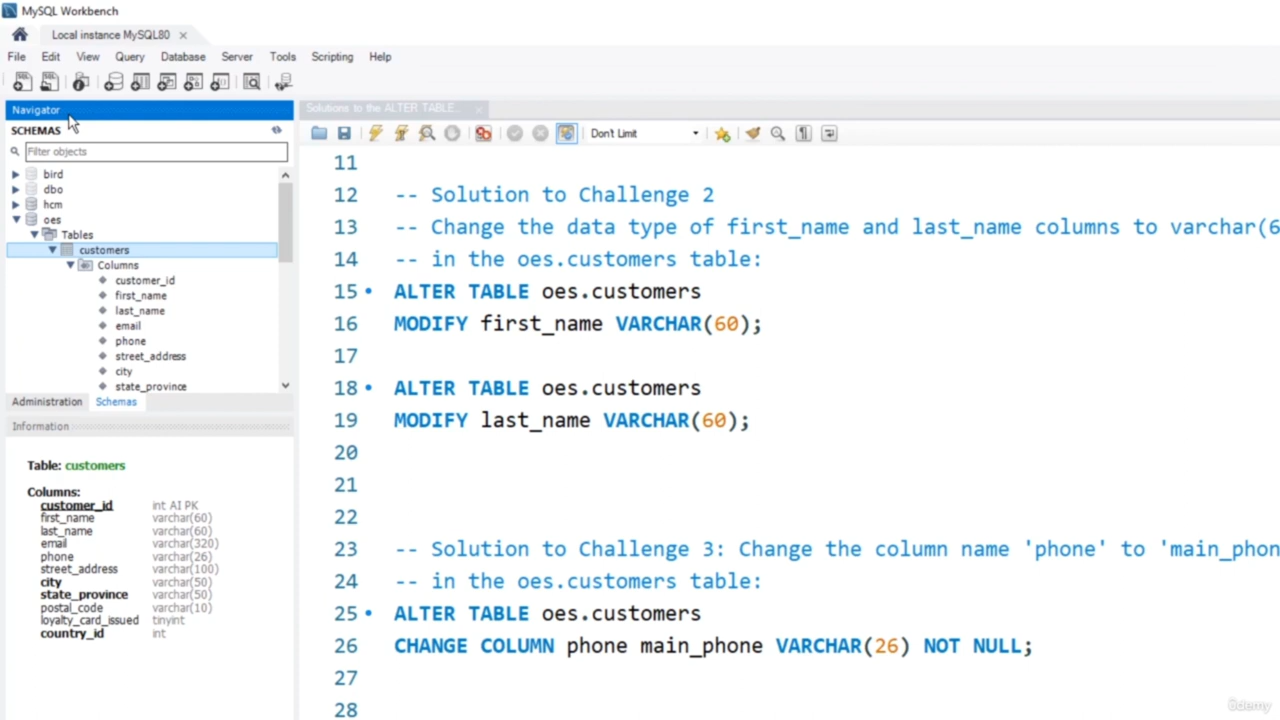 MySQL Workbench
Local instance MySQL80
File Edit View Query Database Server Tools Scripting Help
Navigator
SCHEMAS
Filter objects
bird
dbo
hcm
oes
Tables
customers
Columns
customer_id
first_name
last_name
email
phone
street_address
city
state_province
Administration Schemas
Information
Table: customers
Columns:
customer_id int AI PK
first_name varchar(60)
last_name varchar(60)
email varchar(320)
phone varchar(26)
street_address varchar(100)
city varchar(50)
state_province varchar(50)
postal_code varchar(10)
loyalty_card_issued tinyint
country_id int
Solutions to the ALTER TABLE...
Don't Limit
11
12 -- Solution to Challenge 2
13 -- Change the data type of first_name and last_name columns to varchar(6
14 -- in the oes.customers table:
15 ALTER TABLE oes.customers
16 MODIFY first_name VARCHAR(60);
17
18 ALTER TABLE oes.customers
19 MODIFY last_name VARCHAR(60);
20
21
22
23 -- Solution to Challenge 3: Change the column name 'phone' to 'main_phon
24 -- in the oes.customers table:
25 ALTER TABLE oes.customers
26 CHANGE COLUMN phone main_phone VARCHAR(26) NOT NULL;
27
28
ûdemy